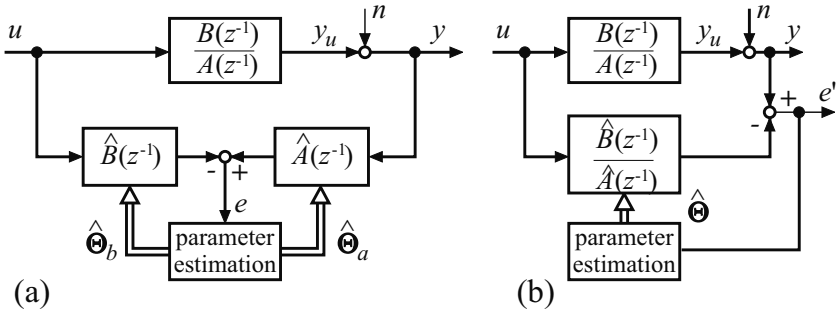 u
B(z⁻¹)
A(z⁻¹)
y_u
n
y
B̂(z⁻¹)
-
+
Â(z⁻¹)
e
Θ̂_b
parameter
estimation
Θ̂_a
(a)
u
B(z⁻¹)
A(z⁻¹)
y_u
n
y
+
-
e'
B̂(z⁻¹)
Â(z⁻¹)
Θ̂
parameter
estimation
(b)